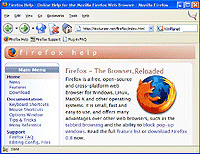 Firefox Help - Online Help for the Mozilla Firefox Web Browser - Mozilla Firefox
File Edit View Go Bookmarks Tools Help
firefox help
Main Menu
Home
News
Features
Download
Documentation
Keyboard Shortcuts
Mouse Shortcuts
Options Window
Tips & Tricks
Menu Reference
Support
Firefox FAQ
Editing Config. Files
Firefox - The Browser, Reloaded
Firefox is a free, open-source
and cross-platform web
browser for Windows, Linux,
MacOS X and other operating
systems. It is small, fast and
easy to use, and offers many
advantages over other web browsers, such as
the tabbed browsing and the ability to block pop-up
windows. Read the full feature list or download Firefox
0.8 now.